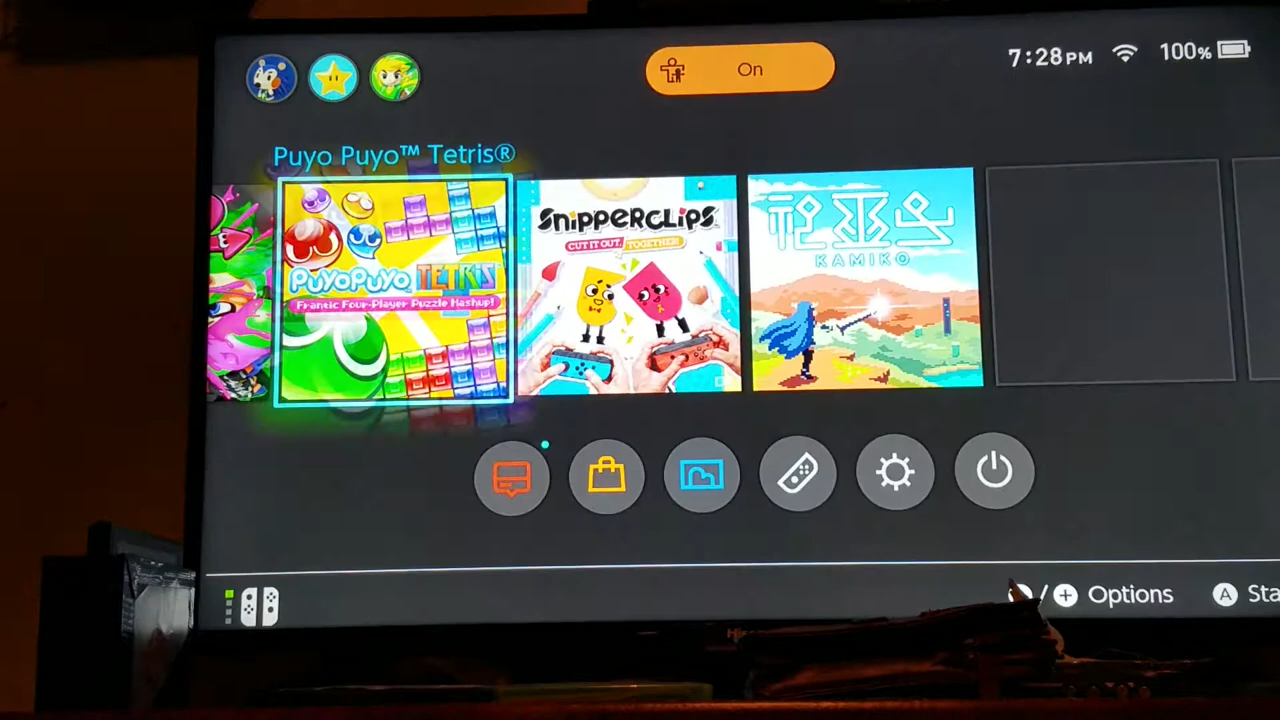 On
7:28PM
100%
Puyo Puyo™ Tetris®
PuyoPuyo TETRIS
Frantic Four-Player Puzzle Mashup!
SNIPPERCLIPS
CUT IT OUT, TOGETHER!
KAMIKO
/ + Options
A Sta